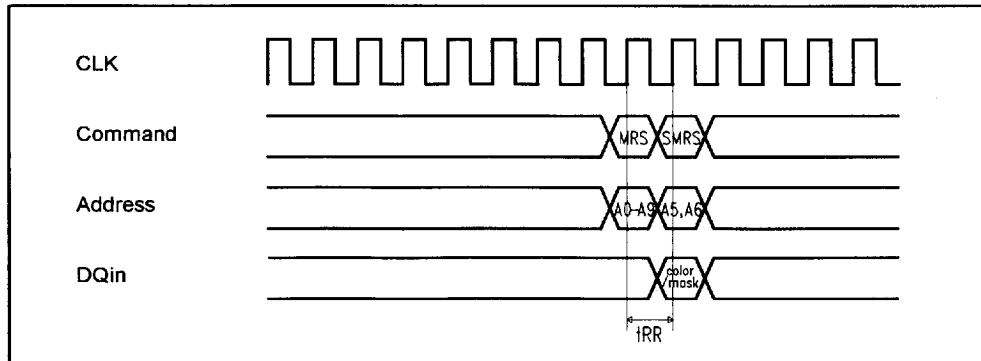 CLK
Command MRS SMRS
Address A0-A9 A5,A6
DQin color/mask
tRR